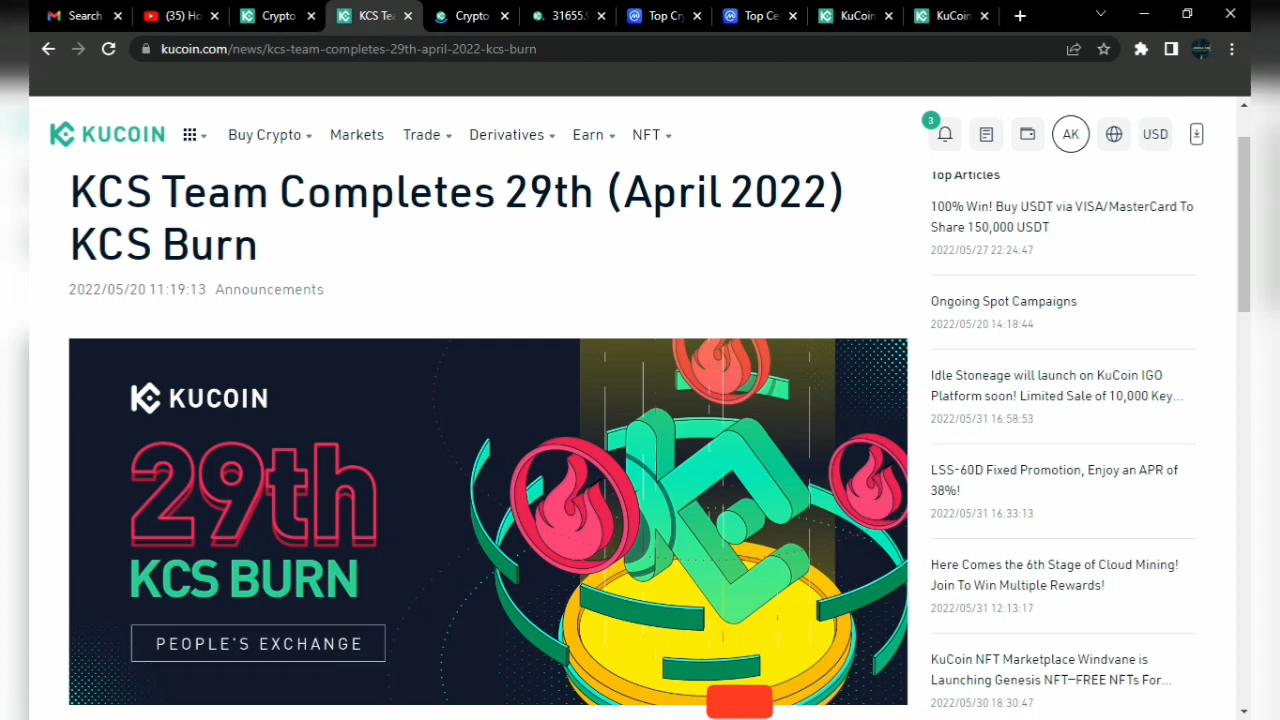 Search
(35) Ho
Crypto
KCS Tea
Crypto
31655.
Top Cry
Top Ce
KuCoin
KuCoin
kucoin.com/news/kcs-team-completes-29th-april-2022-kcs-burn
KUCOIN
Buy Crypto
Markets
Trade
Derivatives
Earn
NFT
3
AK
USD
KCS Team Completes 29th (April 2022)
KCS Burn
2022/05/20 11:19:13 Announcements
KUCOIN
29th
KCS BURN
PEOPLE'S EXCHANGE
Top Articles
100% Win! Buy USDT via VISA/MasterCard To
Share 150,000 USDT
2022/05/27 22:24:47
Ongoing Spot Campaigns
2022/05/20 14:18:44
Idle Stoneage will launch on KuCoin IGO
Platform soon! Limited Sale of 10,000 Key...
2022/05/31 16:58:53
LSS-60D Fixed Promotion, Enjoy an APR of
38%!
2022/05/31 16:33:13
Here Comes the 6th Stage of Cloud Mining!
Join To Win Multiple Rewards!
2022/05/31 12:13:17
KuCoin NFT Marketplace Windvane is
Launching Genesis NFT—FREE NFTs For...
2022/05/30 18:30:47